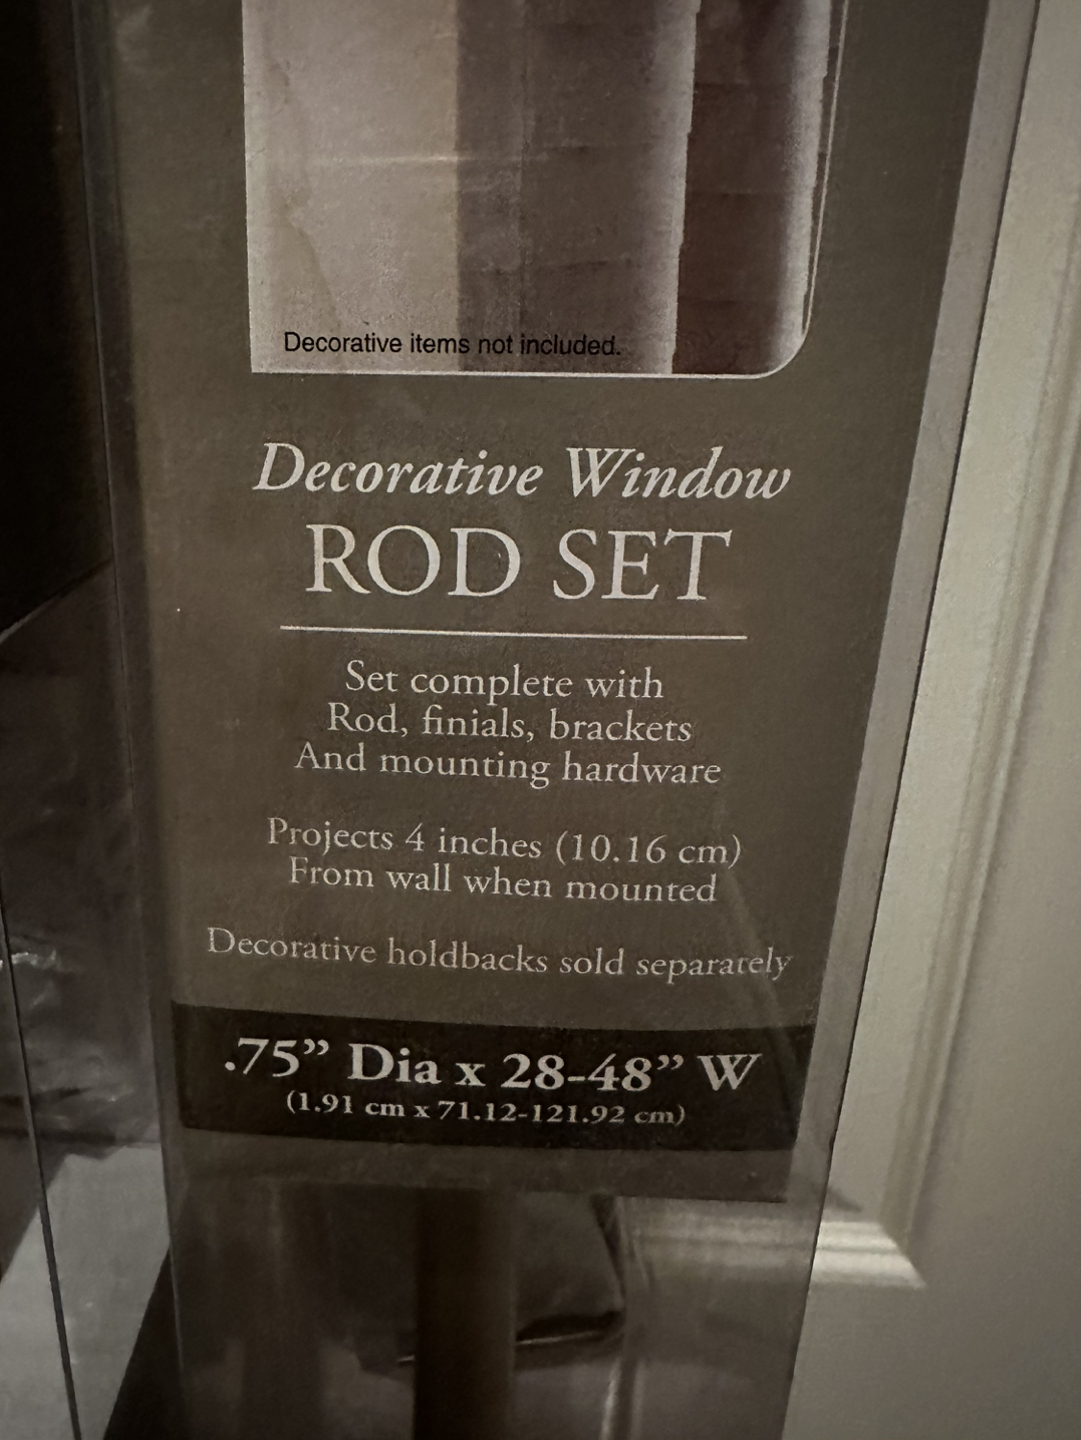 Decorative items not included.
Decorative Window
ROD SET
Set complete with
Rod, finials, brackets
And mounting hardware
Projects 4 inches (10.16 cm)
From wall when mounted
Decorative holdbacks sold separately
.75” Dia x 28-48” W
(1.91 cm x 71.12-121.92 cm)